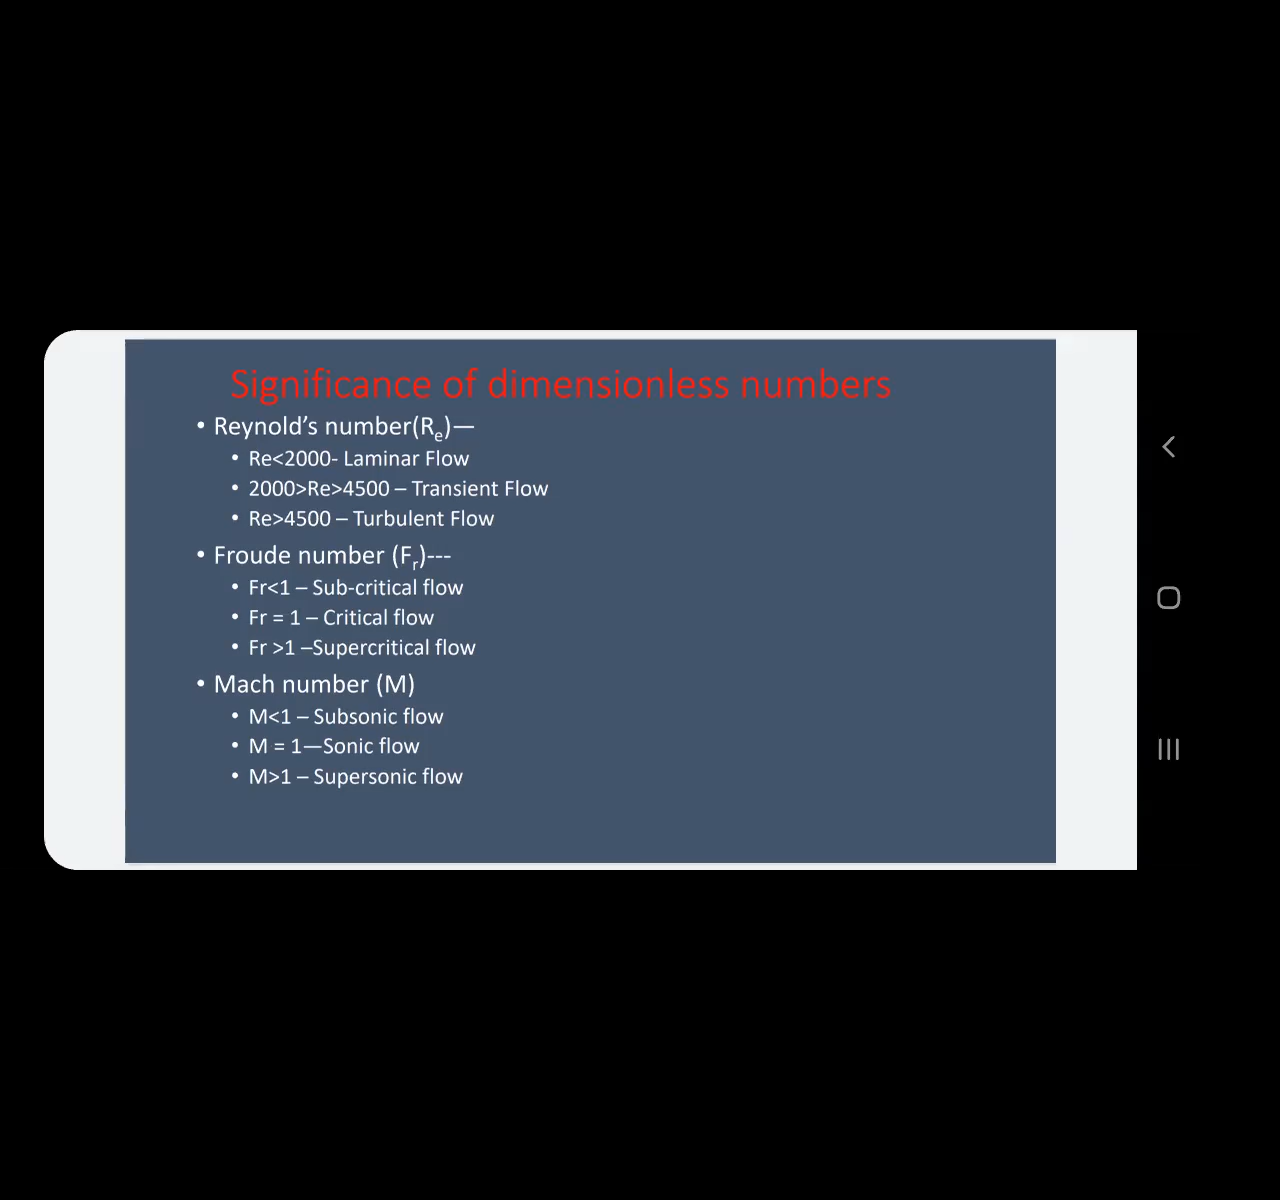 Significance of dimensionless numbers
• Reynold’s number(Re)—
• Re<2000- Laminar Flow
• 2000>Re>4500 – Transient Flow
• Re>4500 – Turbulent Flow
• Froude number (Fr)---
• Fr<1 – Sub-critical flow
• Fr = 1 – Critical flow
• Fr >1 –Supercritical flow
• Mach number (M)
• M<1 – Subsonic flow
• M = 1—Sonic flow
• M>1 – Supersonic flow